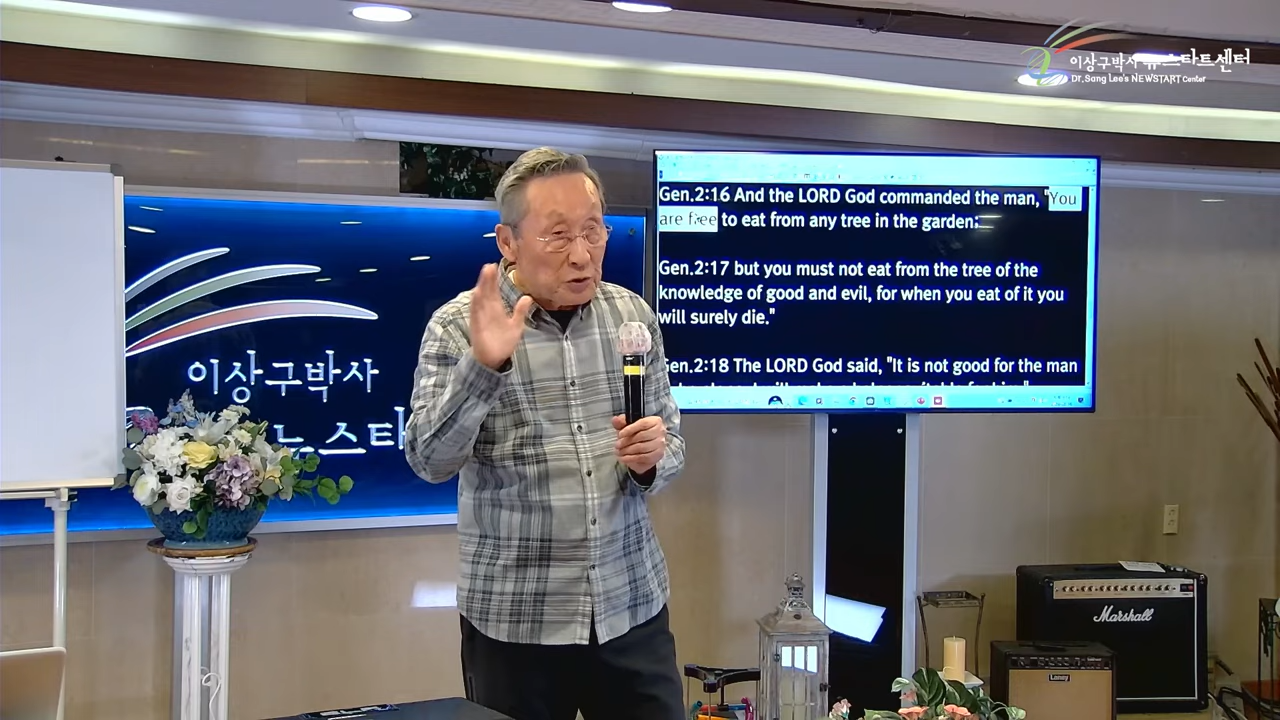 이상구박사 뉴스타트센터
Dr. Sang Lee's NEWSTART Center
Gen.2:16 And the LORD God commanded the man, "You
are free to eat from any tree in the garden;
Gen.2:17 but you must not eat from the tree of the
knowledge of good and evil, for when you eat of it you
will surely die."
Gen.2:18 The LORD God said, "It is not good for the man
이상구박사
뉴스타
Marshall
Laney